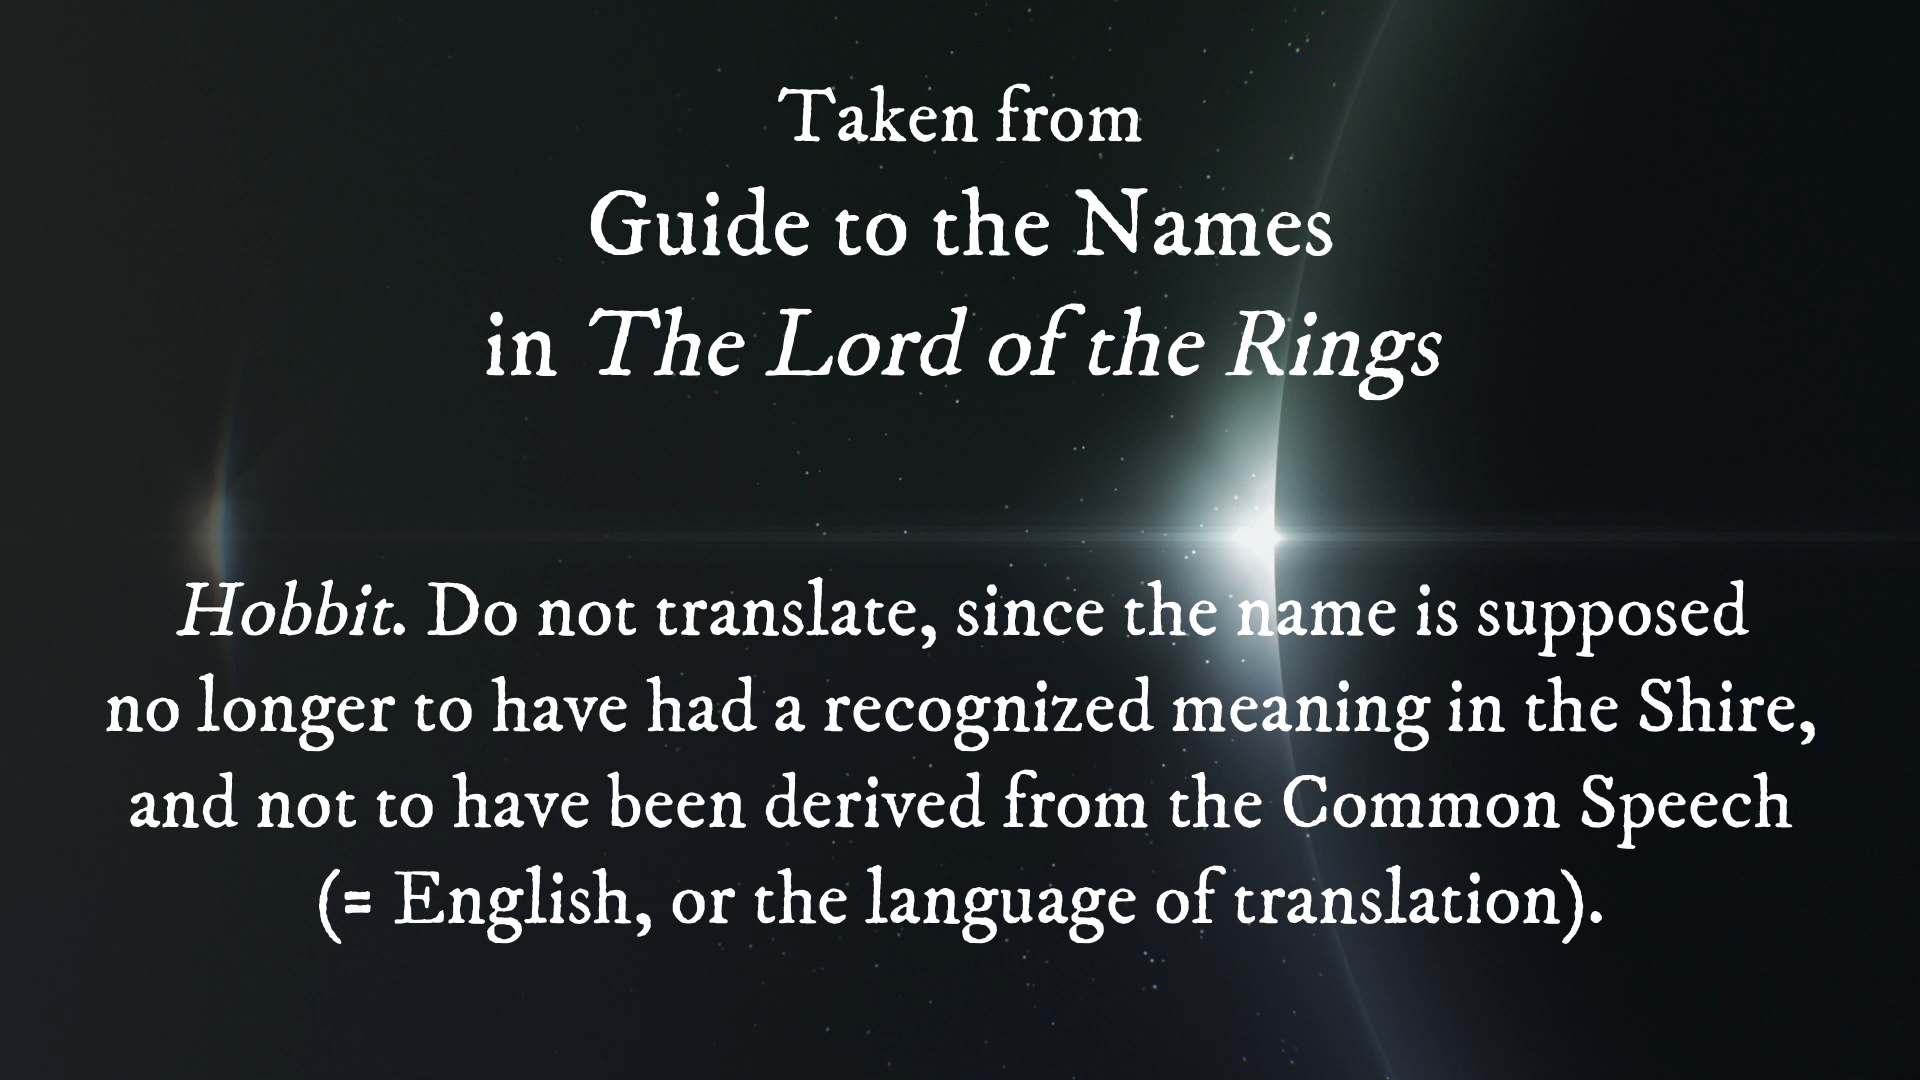 Taken from
Guide to the Names
in The Lord of the Rings
Hobbit. Do not translate, since the name is supposed
no longer to have had a recognized meaning in the Shire,
and not to have been derived from the Common Speech
(= English, or the language of translation).